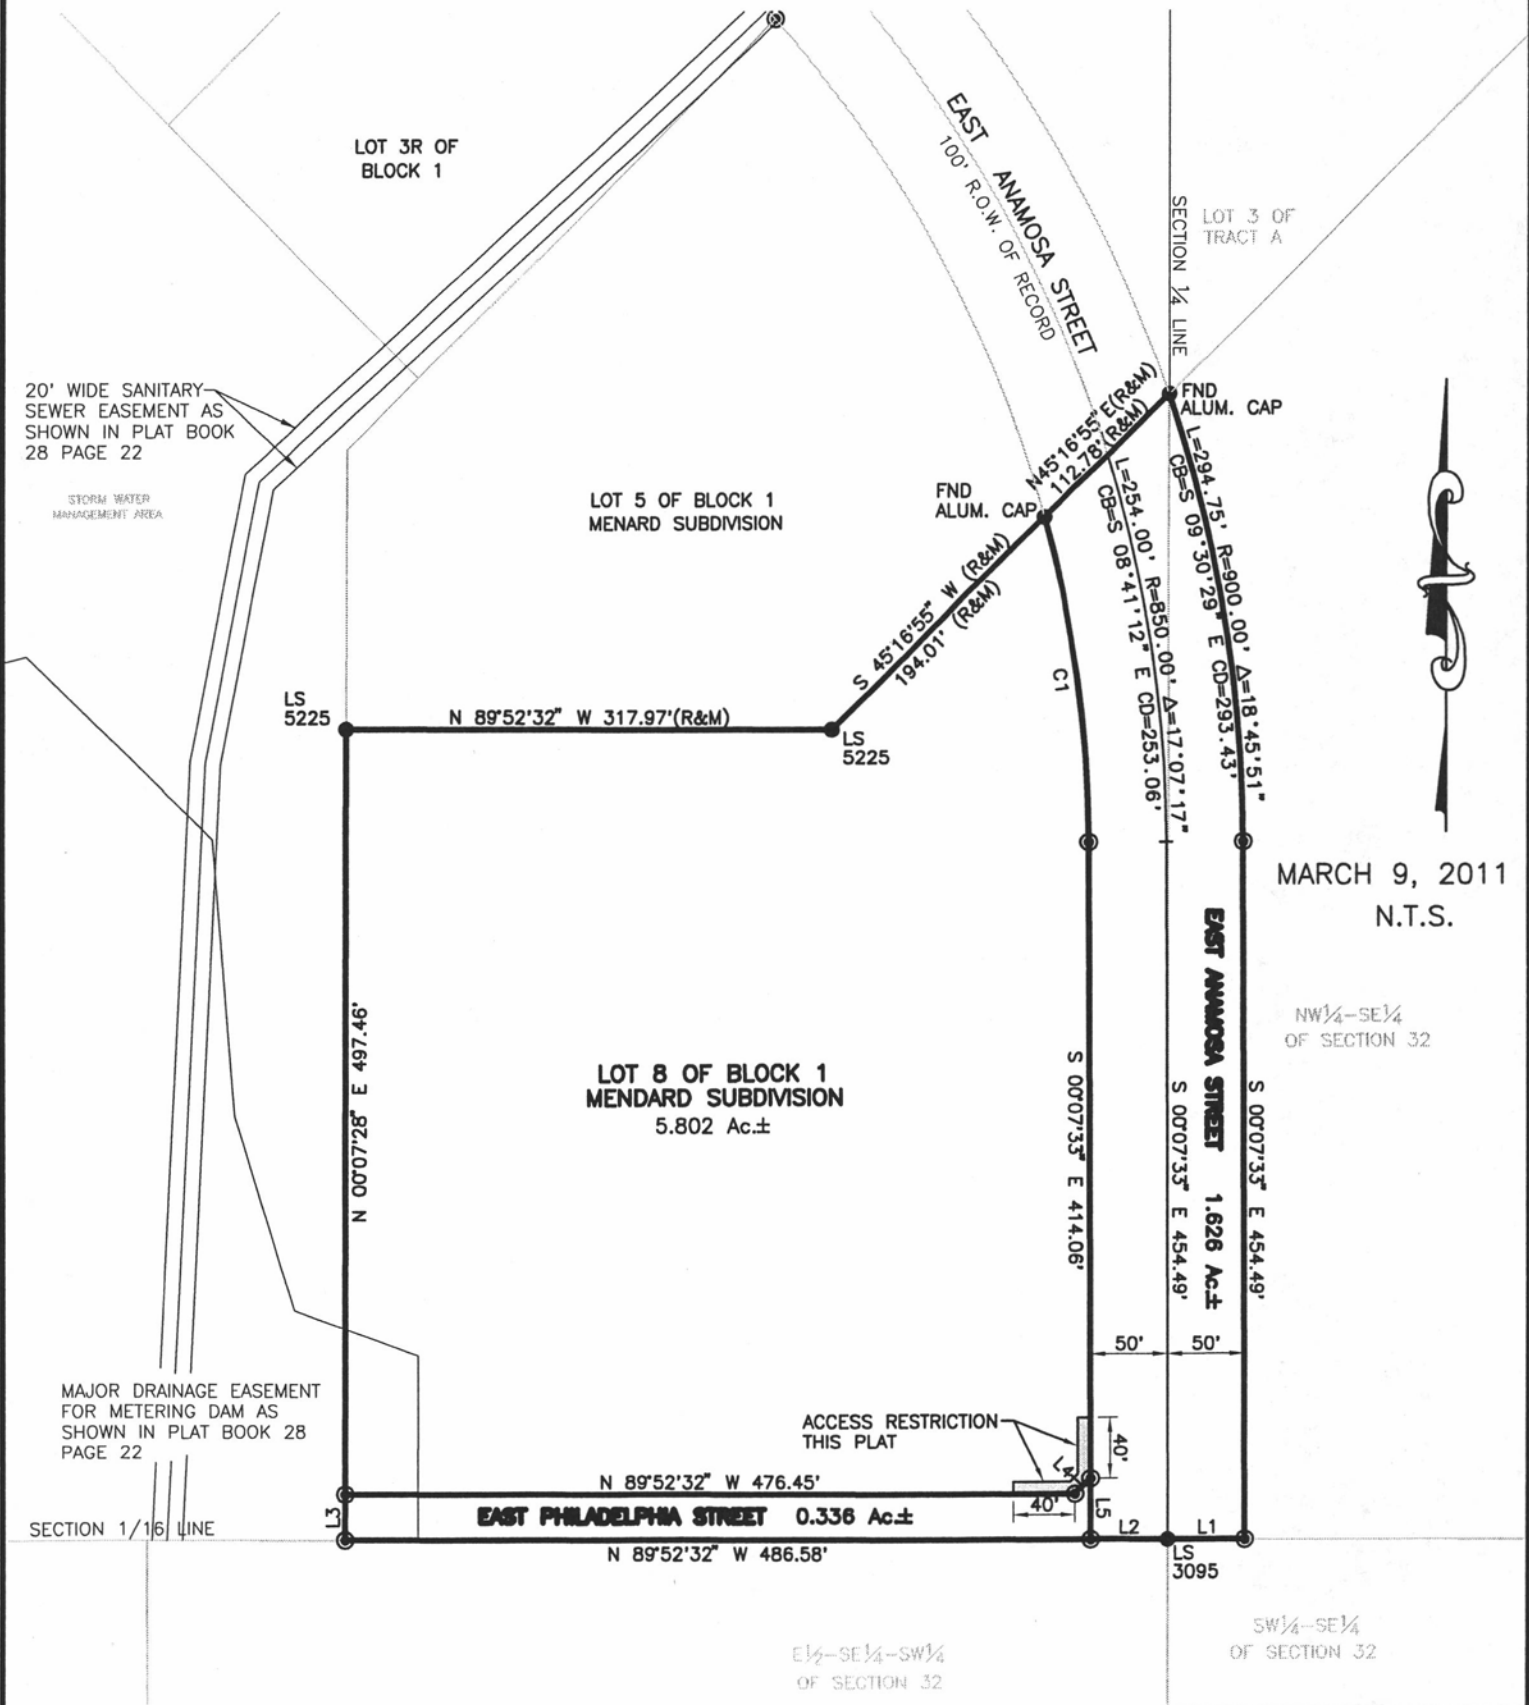 LOT 3R OF
BLOCK 1
EAST ANAMOSA STREET
100' R.O.W. OF RECORD
SECTION 1/4 LINE
LOT 3 OF
TRACT A
20' WIDE SANITARY
SEWER EASEMENT AS
SHOWN IN PLAT BOOK
28 PAGE 22
STORM WATER
MANAGEMENT AREA
LOT 5 OF BLOCK 1
MENARD SUBDIVISION
FND
ALUM. CAP
N45°16'55" E(R&M)
112.78'(R&M)
FND
ALUM. CAP
L=294.75' R=900.00' Δ=18°45'51"
CB=S 09°30'29" E CD=293.43'
L=254.00' R=850.00' Δ=17°07'17"
CB=S 08°41'12" E CD=253.06'
S 45°16'55" W (R&M)
194.01' (R&M)
C1
LS
5225
N 89°52'32" W 317.97'(R&M)
LS
5225
MARCH 9, 2011
N.T.S.
EAST ANAMOSA STREET 1.626 Ac.±
NW1/4-SE1/4
OF SECTION 32
N 00°07'28" E 497.46'
LOT 8 OF BLOCK 1
MENDARD SUBDIVISION
5.802 Ac.±
S 00°07'33" E 414.06'
S 00°07'33" E 454.49'
S 00°07'33" E 454.49'
50'
50'
MAJOR DRAINAGE EASEMENT
FOR METERING DAM AS
SHOWN IN PLAT BOOK 28
PAGE 22
ACCESS RESTRICTION
THIS PLAT
40'
L4
N 89°52'32" W 476.45'
40'
L5
L3
EAST PHILADELPHIA STREET 0.336 Ac.±
SECTION 1/16 LINE
L2
L1
N 89°52'32" W 486.58'
LS
3095
SW1/4-SE1/4
OF SECTION 32
E1/2-SE1/4-SW1/4
OF SECTION 32